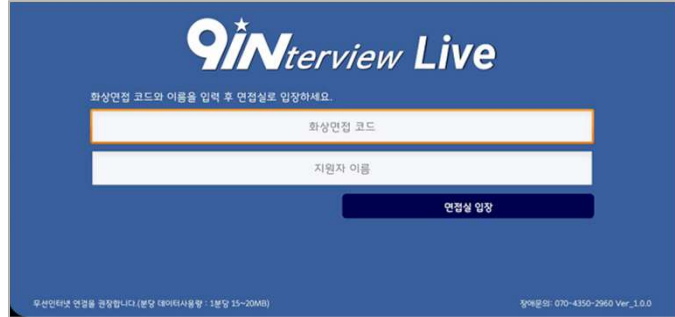 9iNterview Live
화상면접 코드와 이름을 입력 후 면접실로 입장하세요.
화상면접 코드
지원자 이름
면접실 입장
무선인터넷 연결을 권장합니다.(분당 데이터사용량 : 1분당 15~20MB)
장애문의: 070-4350-2960 Ver_1.0.0